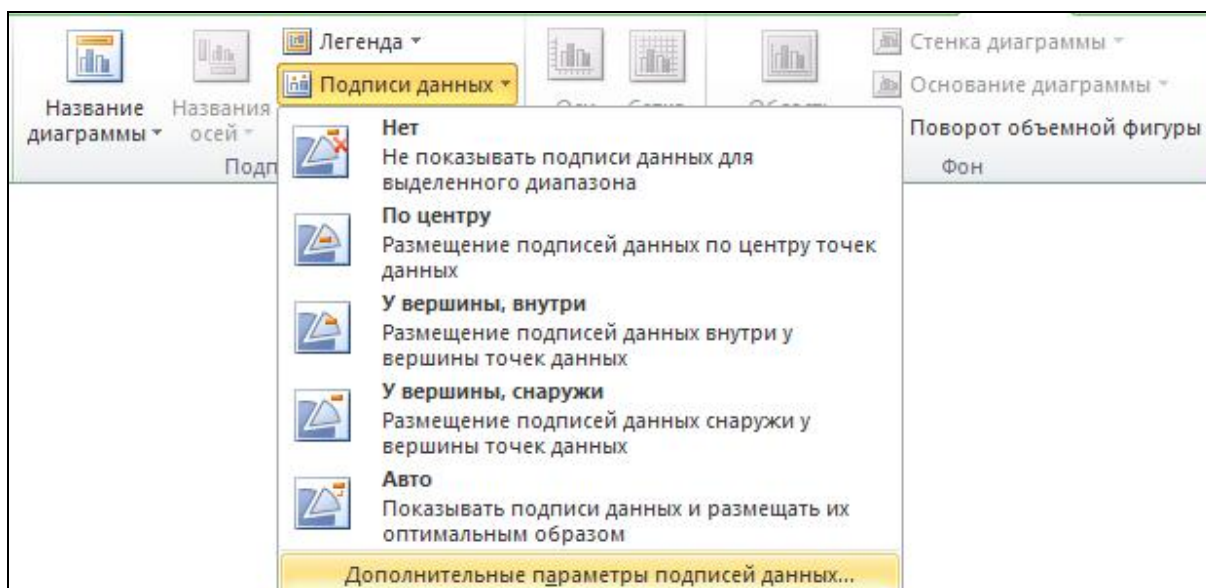 Легенда
Стенка диаграммы
Подписи данных
Основание диаграммы
Название
диаграммы
Названия
осей
Поворот объемной фигуры
Фон
Нет
Не показывать подписи данных для
выделенного диапазона
По центру
Размещение подписей данных по центру точек
данных
У вершины, внутри
Размещение подписей данных внутри у
вершины точек данных
У вершины, снаружи
Размещение подписей данных снаружи у
вершины точек данных
Авто
Показывать подписи данных и размещать их
оптимальным образом
Дополнительные параметры подписей данных...